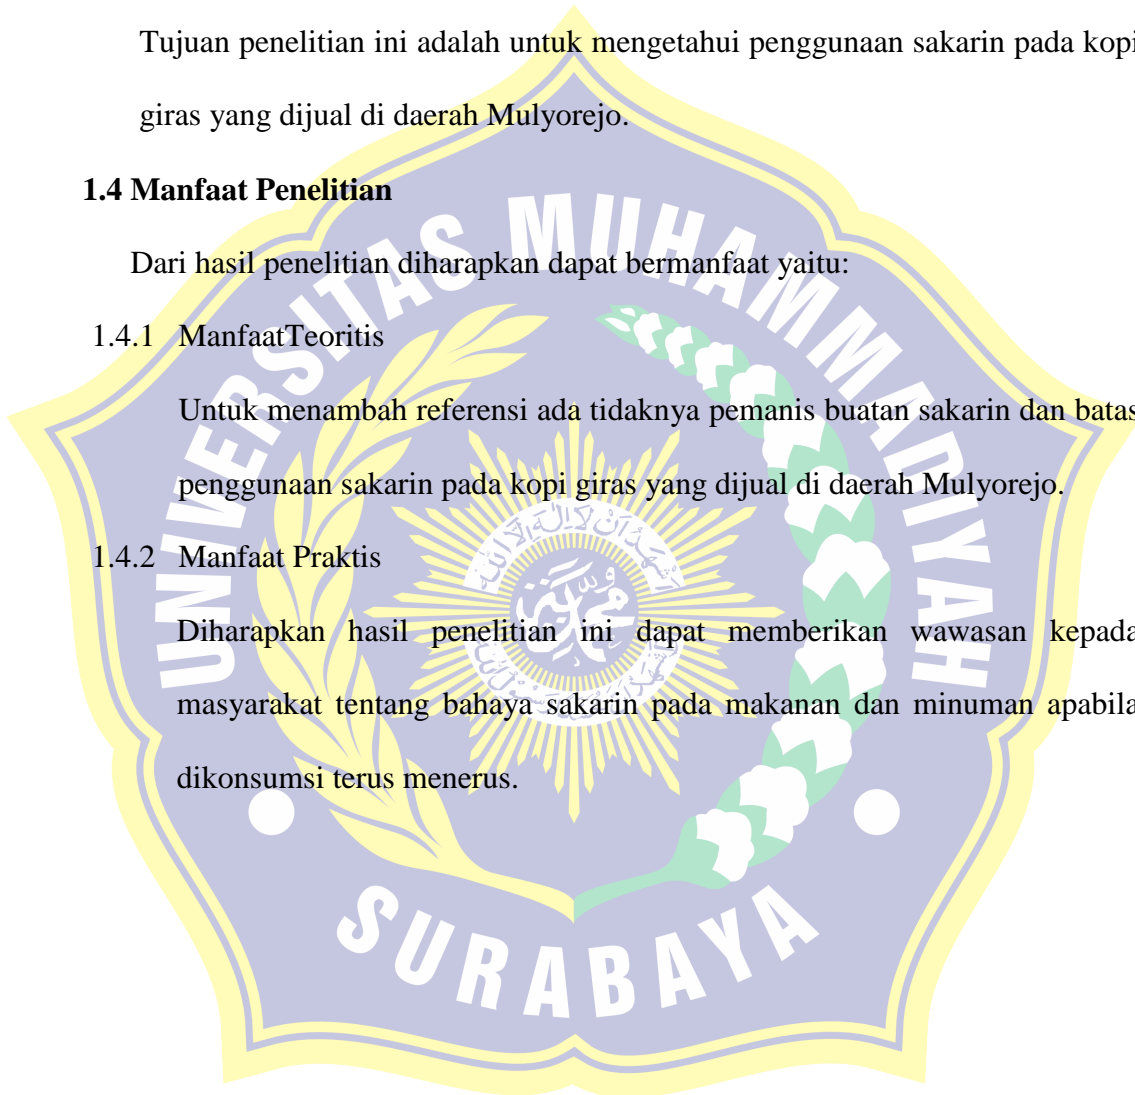 Tujuan penelitian ini adalah untuk mengetahui penggunaan sakarin pada kopi
giras yang dijual di daerah Mulyorejo.
1.4 Manfaat Penelitian
Dari hasil penelitian diharapkan dapat bermanfaat yaitu:
1.4.1 ManfaatTeoritis
Untuk menambah referensi ada tidaknya pemanis buatan sakarin dan batas
penggunaan sakarin pada kopi giras yang dijual di daerah Mulyorejo.
1.4.2 Manfaat Praktis
Diharapkan hasil penelitian ini dapat memberikan wawasan kepada
masyarakat tentang bahaya sakarin pada makanan dan minuman apabila
dikonsumsi terus menerus.
UNIVERSITAS MUHAMMADIYAH
SURABAYA